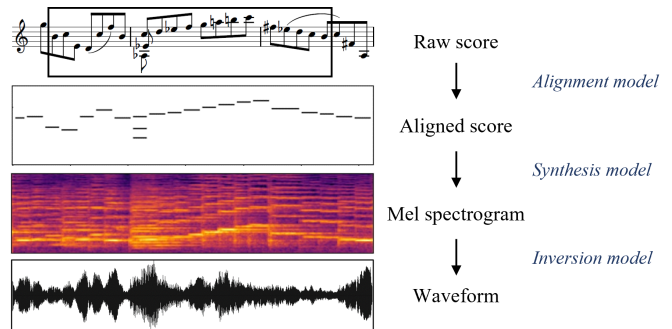 Raw score
Alignment model
Aligned score
Synthesis model
Mel spectrogram
Inversion model
Waveform